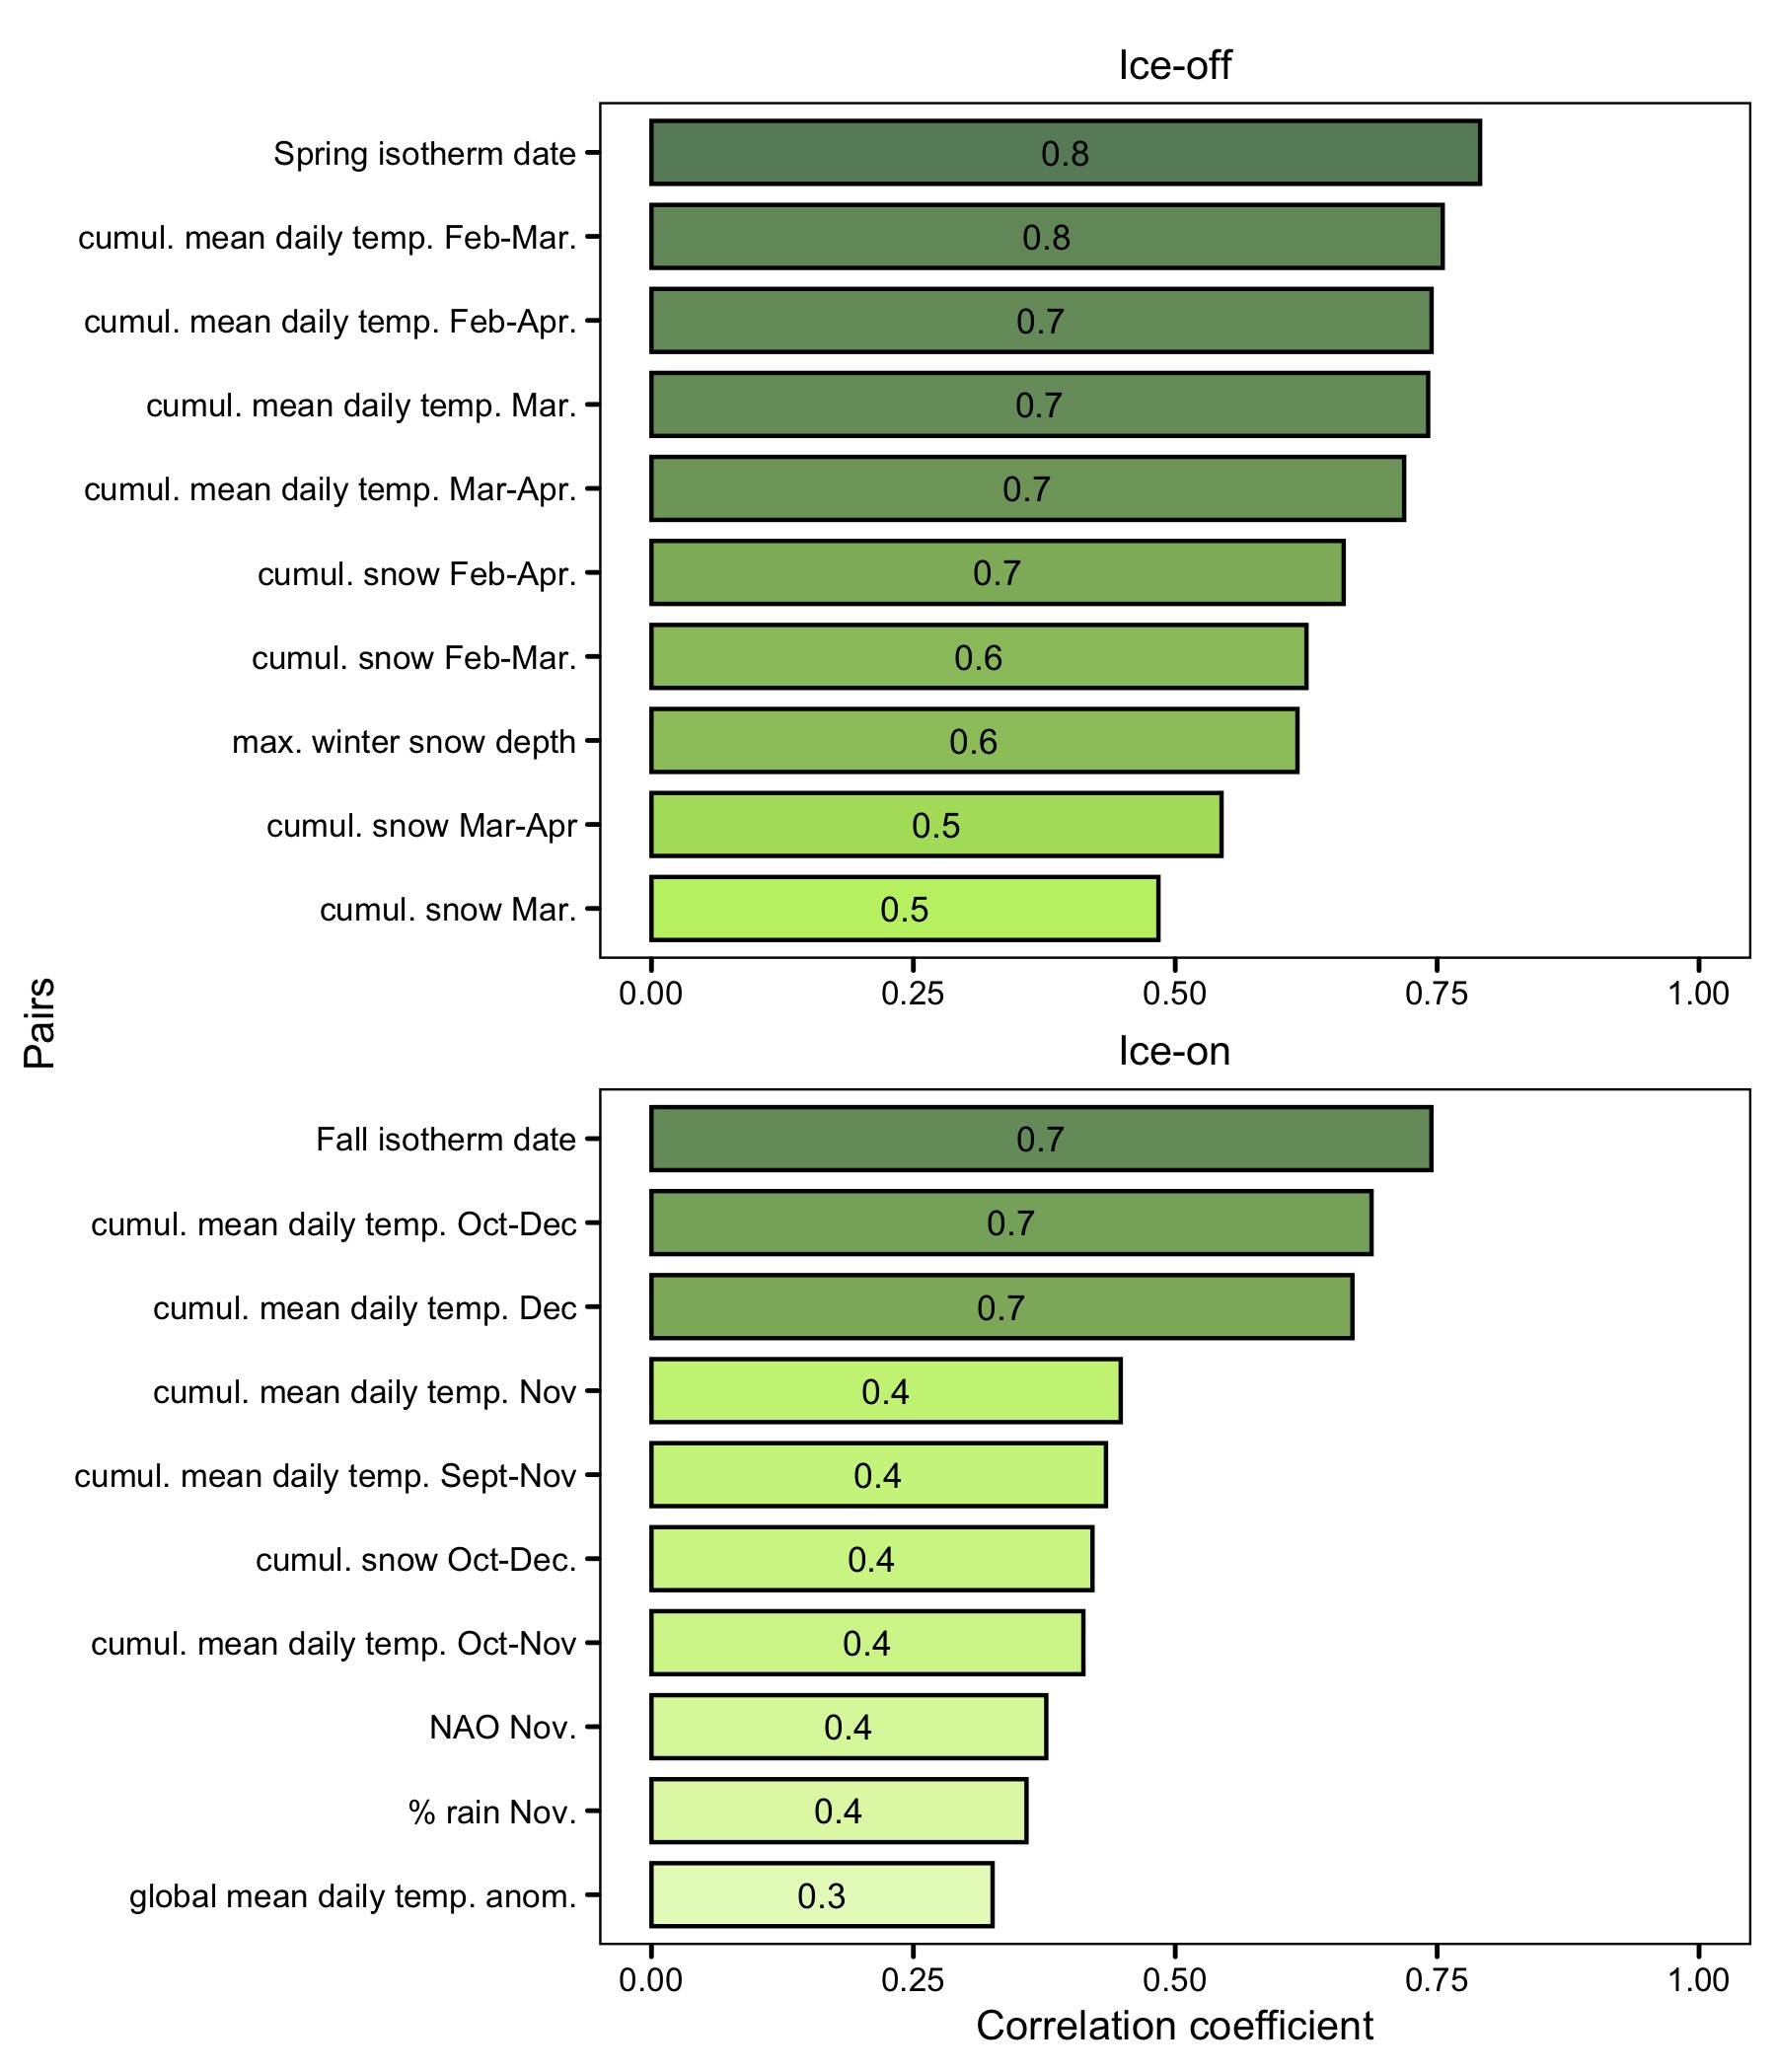 Ice-off
Spring isotherm date 0.8
cumul. mean daily temp. Feb-Mar. 0.8
cumul. mean daily temp. Feb-Apr. 0.7
cumul. mean daily temp. Mar. 0.7
cumul. mean daily temp. Mar-Apr. 0.7
cumul. snow Feb-Apr. 0.7
cumul. snow Feb-Mar. 0.6
max. winter snow depth 0.6
cumul. snow Mar-Apr 0.5
cumul. snow Mar. 0.5
0.00 0.25 0.50 0.75 1.00
Pairs
Ice-on
Fall isotherm date 0.7
cumul. mean daily temp. Oct-Dec 0.7
cumul. mean daily temp. Dec 0.7
cumul. mean daily temp. Nov 0.4
cumul. mean daily temp. Sept-Nov 0.4
cumul. snow Oct-Dec. 0.4
cumul. mean daily temp. Oct-Nov 0.4
NAO Nov. 0.4
% rain Nov. 0.4
global mean daily temp. anom. 0.3
0.00 0.25 0.50 0.75 1.00
Correlation coefficient